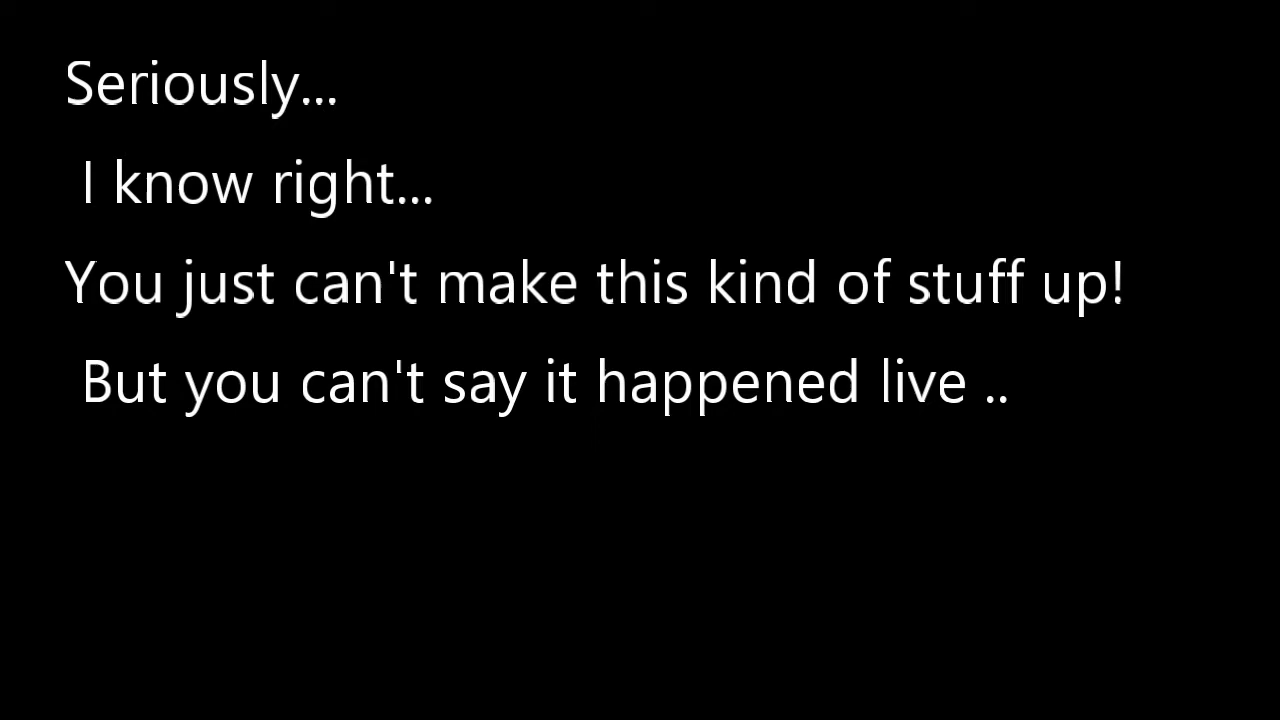 Seriously...
I know right...
You just can't make this kind of stuff up!
But you can't say it happened live ..